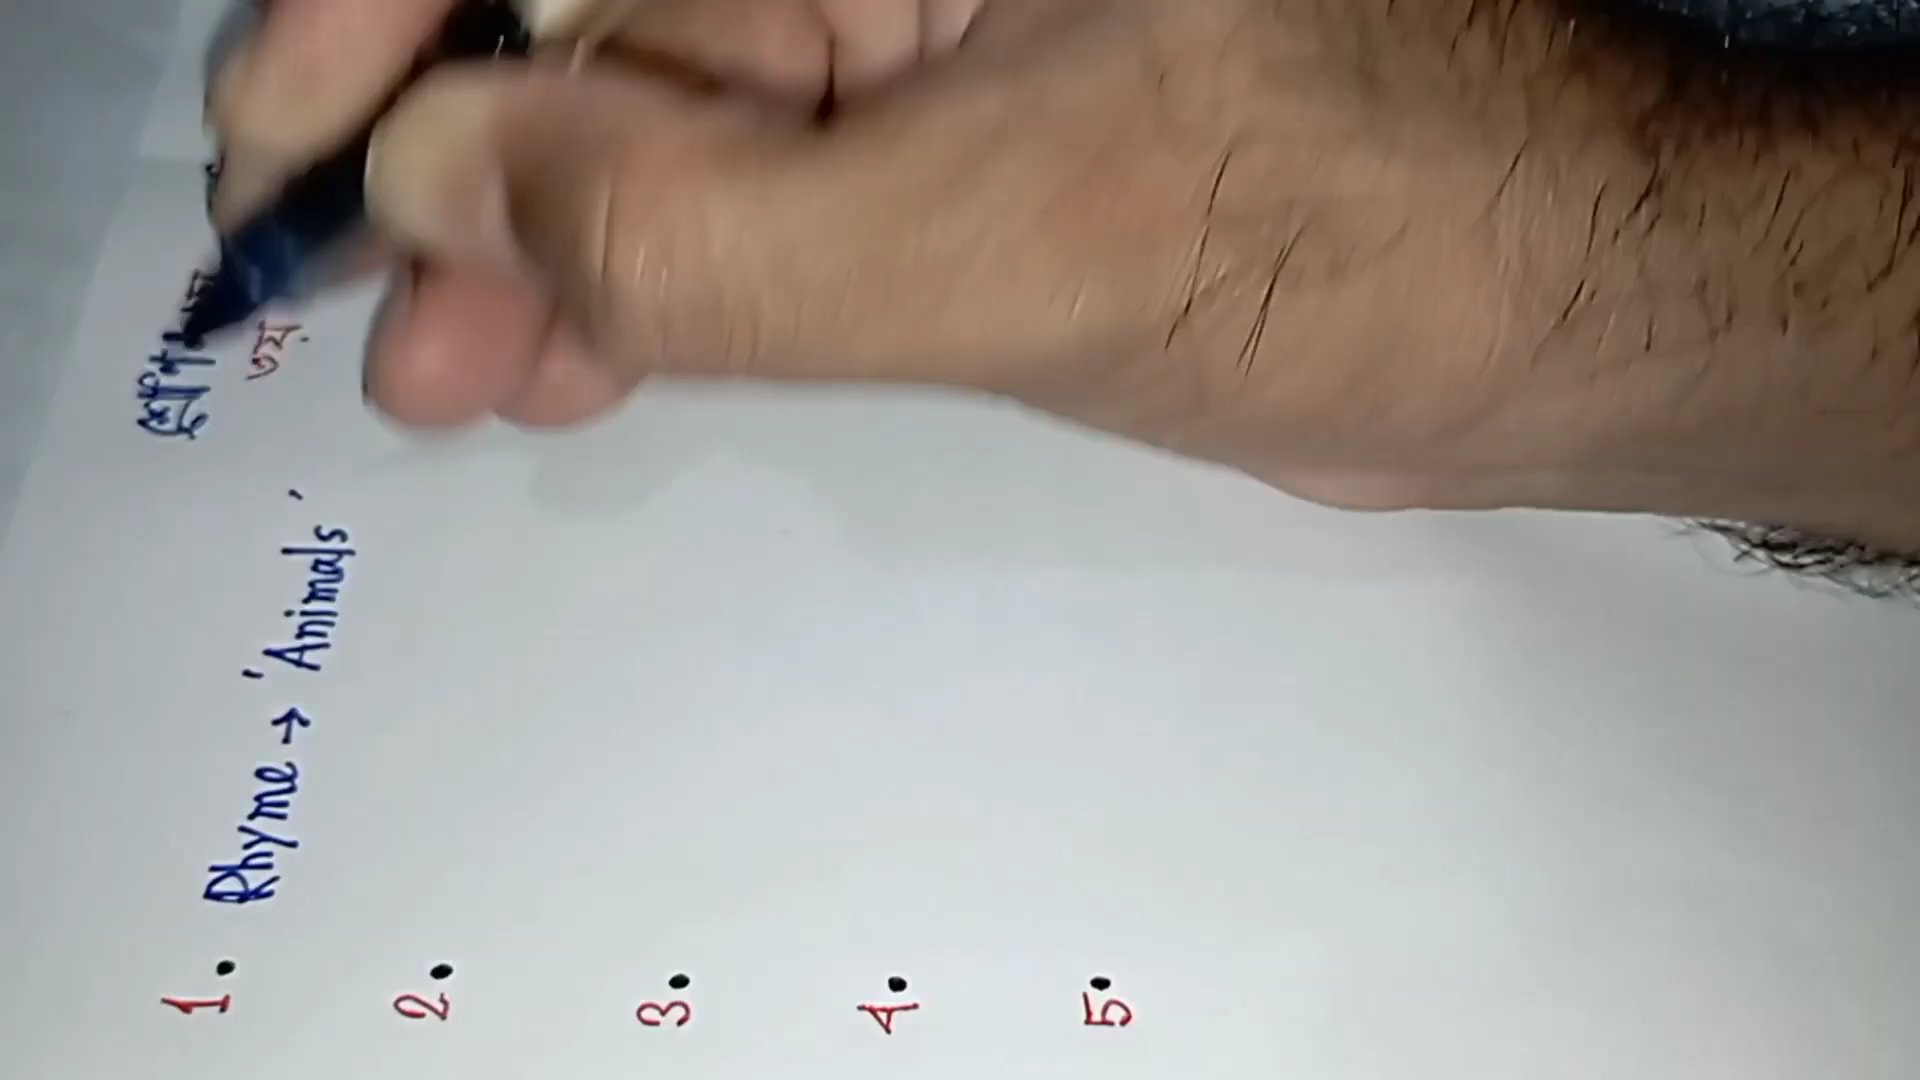 1. Rhyme → 'Animals'
2.
3.
4.
5.